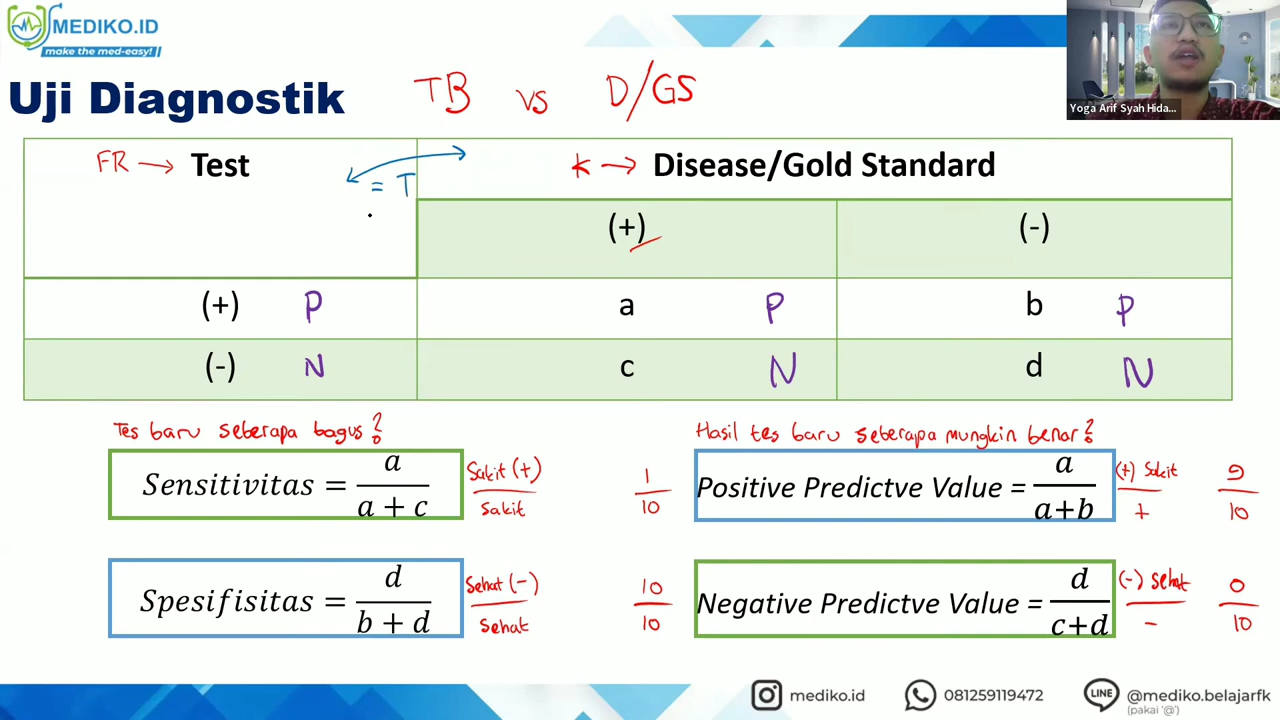 MEDIKO.ID
make the med-easy!
Yoga Arif Syah Hida...
Uji Diagnostik TB vs D/GS
FR → Test
= T
K → Disease/Gold Standard
(+) (-)
(+) P a P b P
(-) N c N d N
Tes baru seberapa bagus?
Hasil tes baru seberapa mungkin benar?
Sensitivitas = a / a + c
Sakit (+) / Sakit
1 / 10
Positive Predictve Value = a / a+b
(+) Sakit / +
9 / 10
Spesifisitas = d / b + d
Sehat (-) / Sehat
10 / 10
Negative Predictve Value = d / c+d
(-) Sehat / -
0 / 10
mediko.id 081259119472 LINE @mediko.belajarfk
(pakai '@')